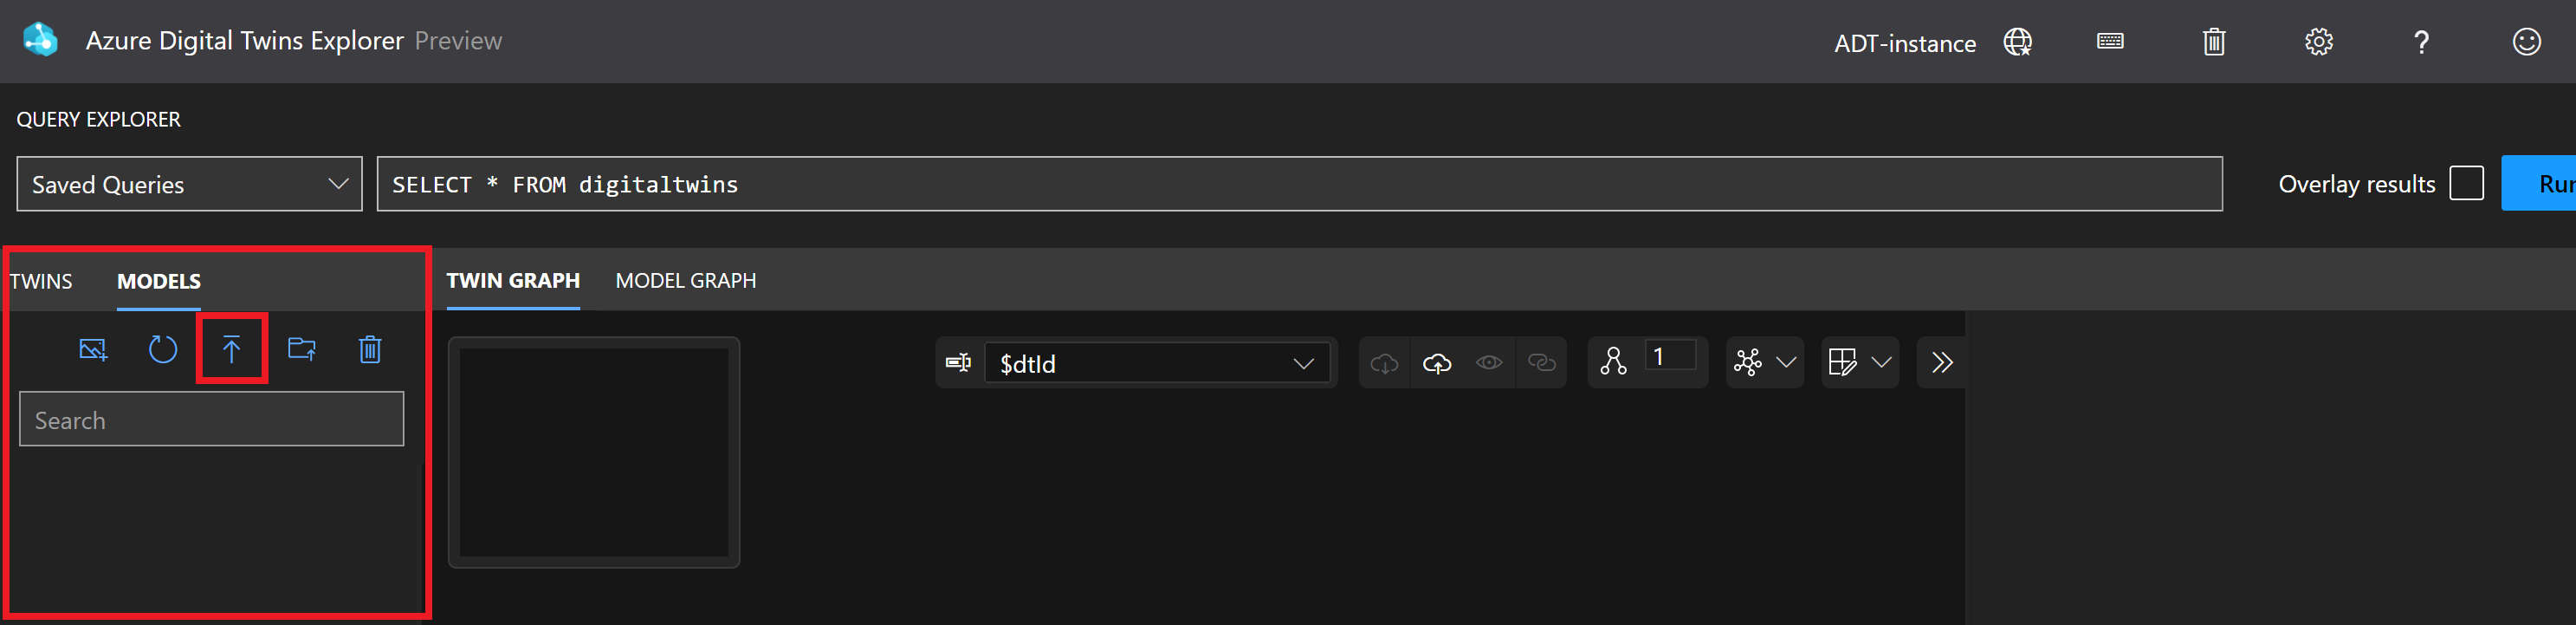 Azure Digital Twins Explorer Preview
ADT-instance
?
QUERY EXPLORER
Saved Queries
SELECT * FROM digitaltwins
Overlay results
Run
TWINS
MODELS
TWIN GRAPH
MODEL GRAPH
$dtId
1
Search